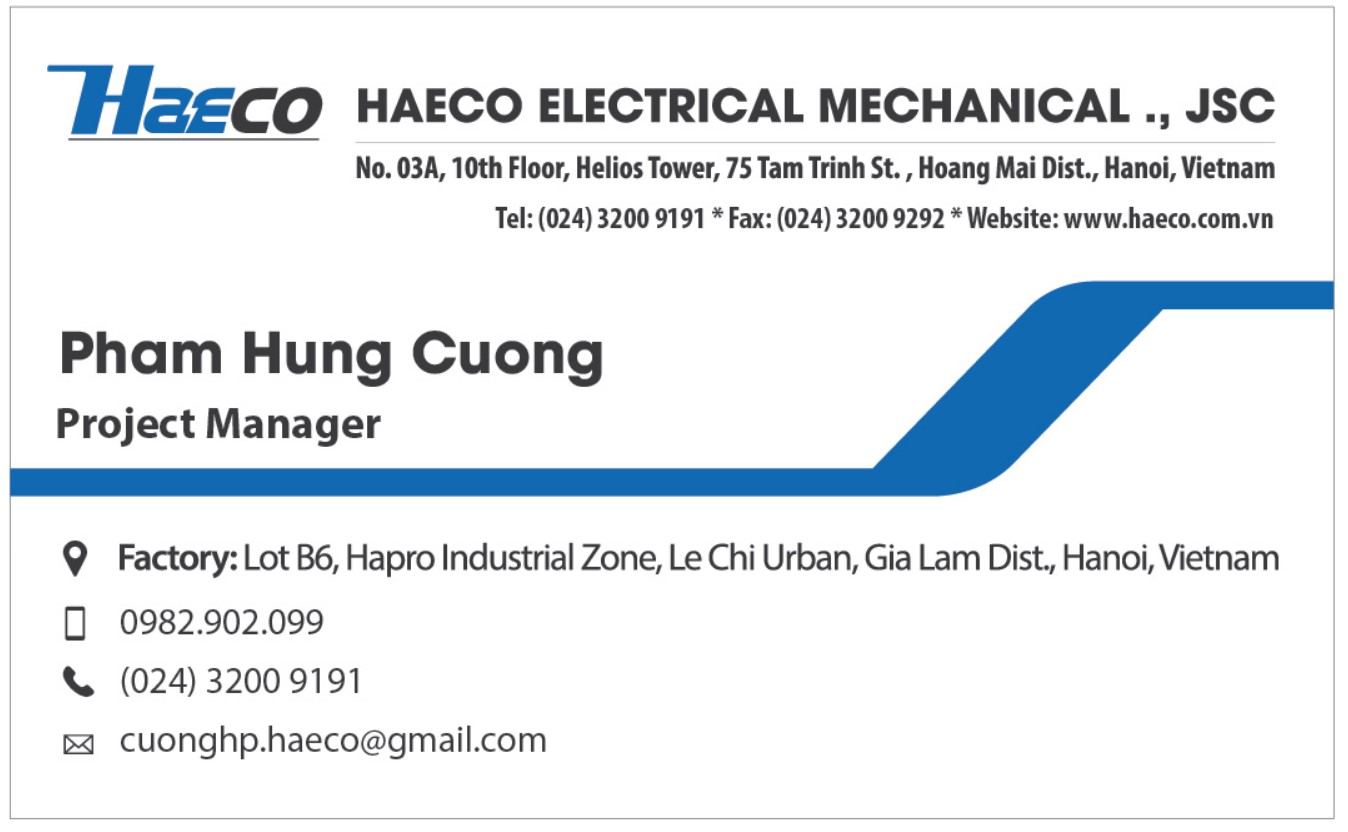 Haeco
HAECO ELECTRICAL MECHANICAL ., JSC
No. 03A, 10th Floor, Helios Tower, 75 Tam Trinh St. , Hoang Mai Dist., Hanoi, Vietnam
Tel: (024) 3200 9191 * Fax: (024) 3200 9292 * Website: www.haeco.com.vn
Pham Hung Cuong
Project Manager
Factory: Lot B6, Hapro Industrial Zone, Le Chi Urban, Gia Lam Dist., Hanoi, Vietnam
0982.902.099
(024) 3200 9191
cuonghp.haeco@gmail.com